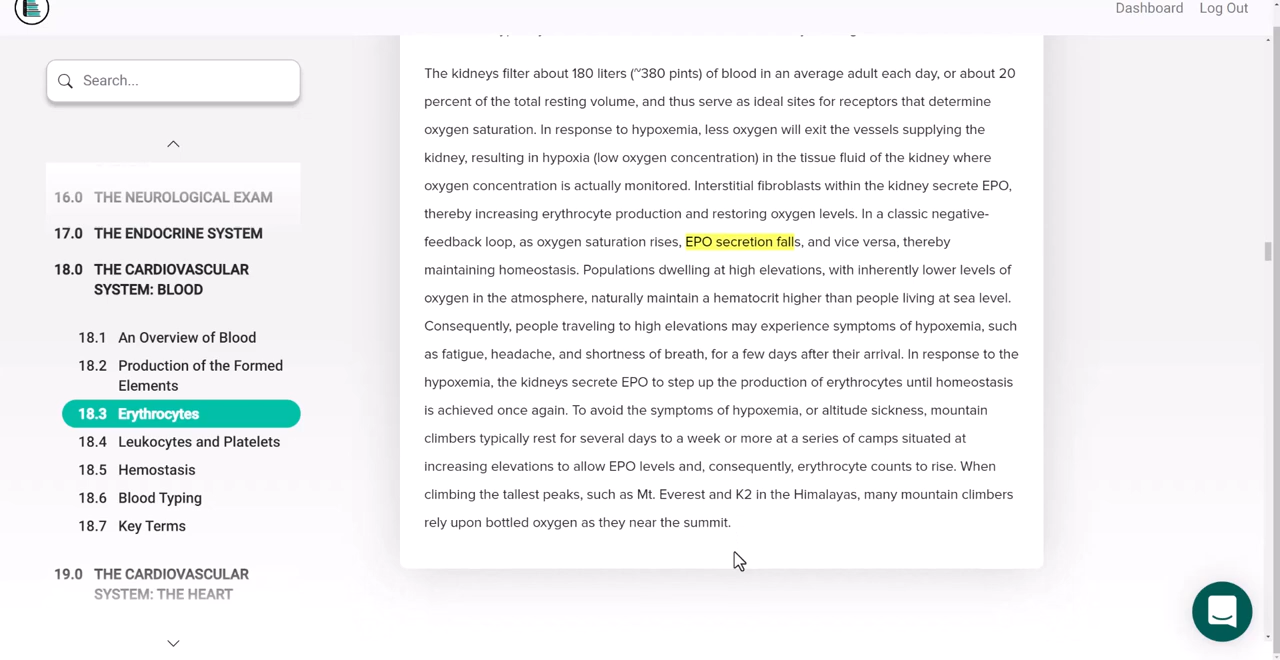 Dashboard Log Out
Search...
16.0 THE NEUROLOGICAL EXAM
17.0 THE ENDOCRINE SYSTEM
18.0 THE CARDIOVASCULAR
SYSTEM: BLOOD
18.1 An Overview of Blood
18.2 Production of the Formed
Elements
18.3 Erythrocytes
18.4 Leukocytes and Platelets
18.5 Hemostasis
18.6 Blood Typing
18.7 Key Terms
19.0 THE CARDIOVASCULAR
SYSTEM: THE HEART
The kidneys filter about 180 liters (~380 pints) of blood in an average adult each day, or about 20
percent of the total resting volume, and thus serve as ideal sites for receptors that determine
oxygen saturation. In response to hypoxemia, less oxygen will exit the vessels supplying the
kidney, resulting in hypoxia (low oxygen concentration) in the tissue fluid of the kidney where
oxygen concentration is actually monitored. Interstitial fibroblasts within the kidney secrete EPO,
thereby increasing erythrocyte production and restoring oxygen levels. In a classic negative-
feedback loop, as oxygen saturation rises, EPO secretion falls, and vice versa, thereby
maintaining homeostasis. Populations dwelling at high elevations, with inherently lower levels of
oxygen in the atmosphere, naturally maintain a hematocrit higher than people living at sea level.
Consequently, people traveling to high elevations may experience symptoms of hypoxemia, such
as fatigue, headache, and shortness of breath, for a few days after their arrival. In response to the
hypoxemia, the kidneys secrete EPO to step up the production of erythrocytes until homeostasis
is achieved once again. To avoid the symptoms of hypoxemia, or altitude sickness, mountain
climbers typically rest for several days to a week or more at a series of camps situated at
increasing elevations to allow EPO levels and, consequently, erythrocyte counts to rise. When
climbing the tallest peaks, such as Mt. Everest and K2 in the Himalayas, many mountain climbers
rely upon bottled oxygen as they near the summit.